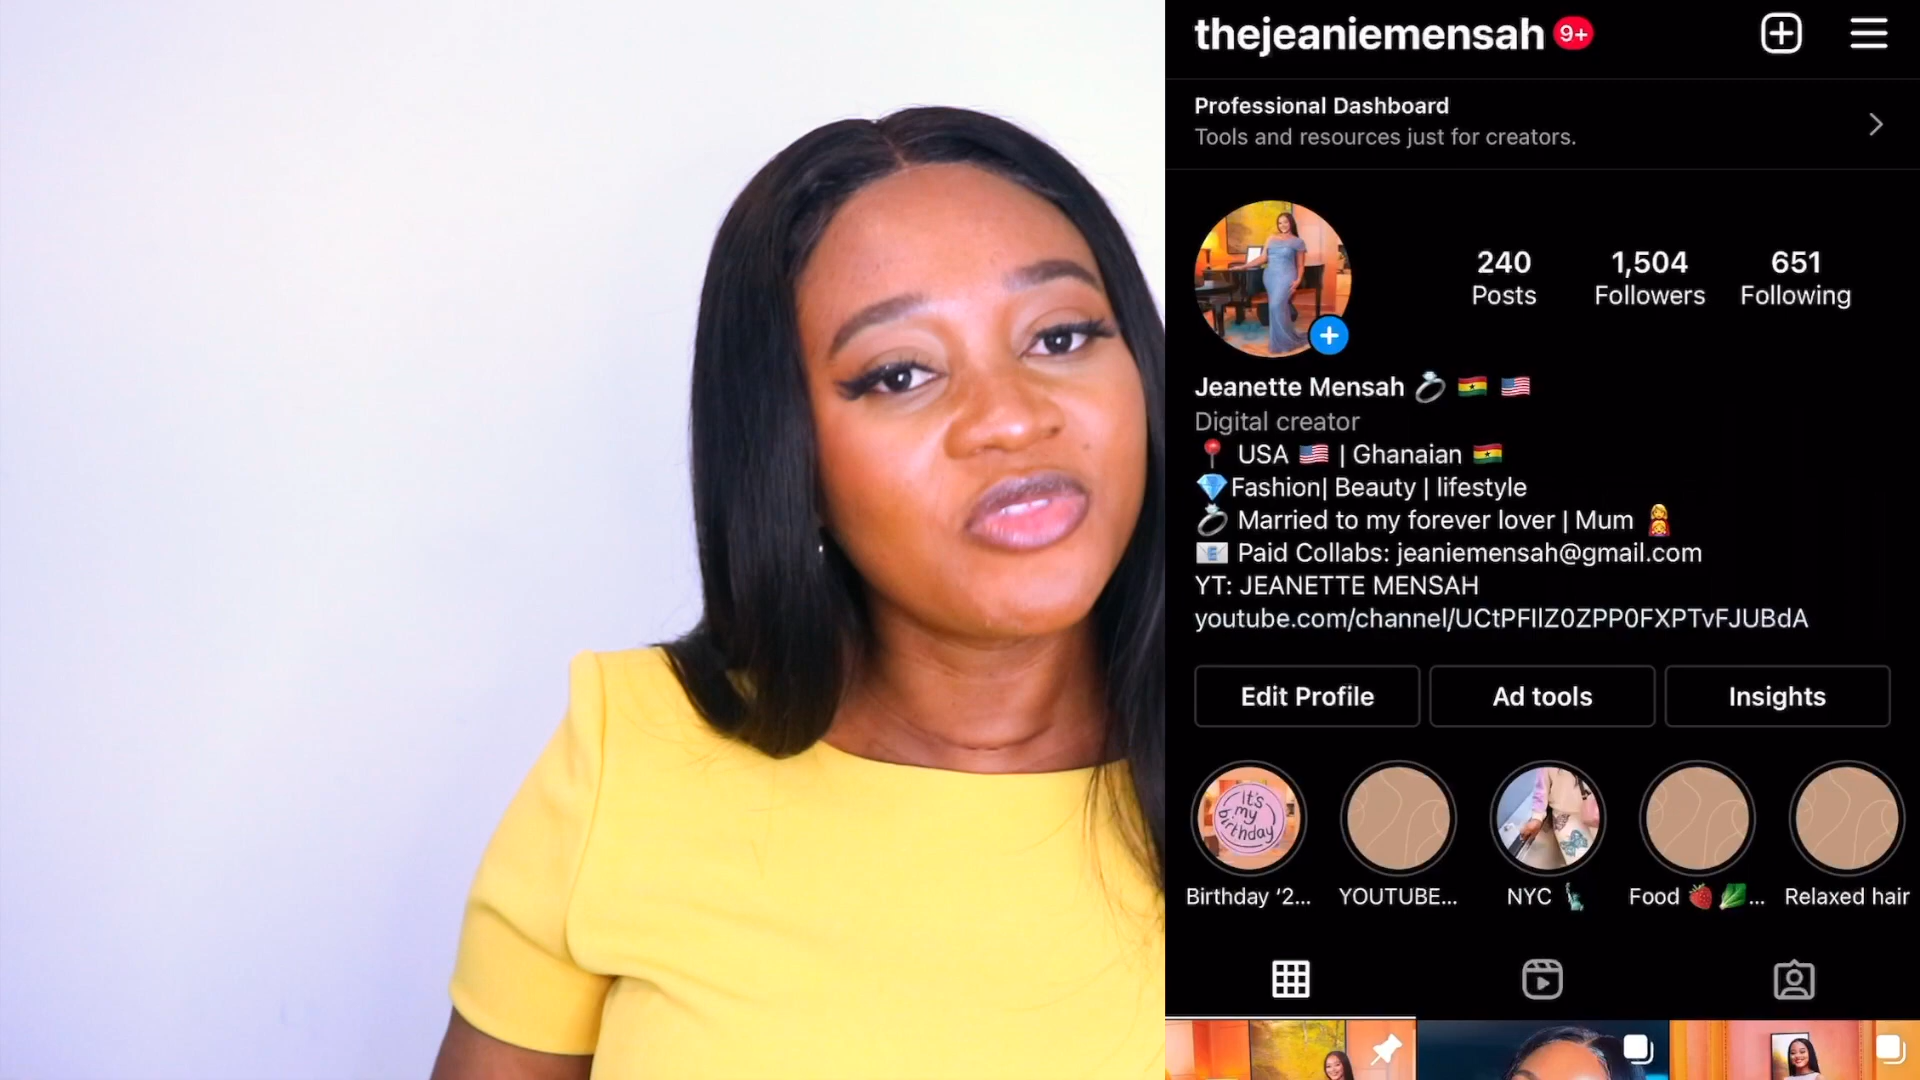 thejeaniemensah 9+
Professional Dashboard
Tools and resources just for creators.
240 1,504 651
Posts Followers Following
Jeanette Mensah 💍 🇬🇭 🇺🇸
Digital creator
📍 USA 🇺🇸 | Ghanaian 🇬🇭
💎Fashion| Beauty | lifestyle
💍 Married to my forever lover | Mum 👩‍👧
📧 Paid Collabs: jeaniemensah@gmail.com
YT: JEANETTE MENSAH
youtube.com/channel/UCtPFIlZ0ZPP0FXPTvFJUBdA
Edit Profile Ad tools Insights
It's
my
birthday
Birthday ‘2... YOUTUBE... NYC 🗽 Food 🍓 🥬... Relaxed hair